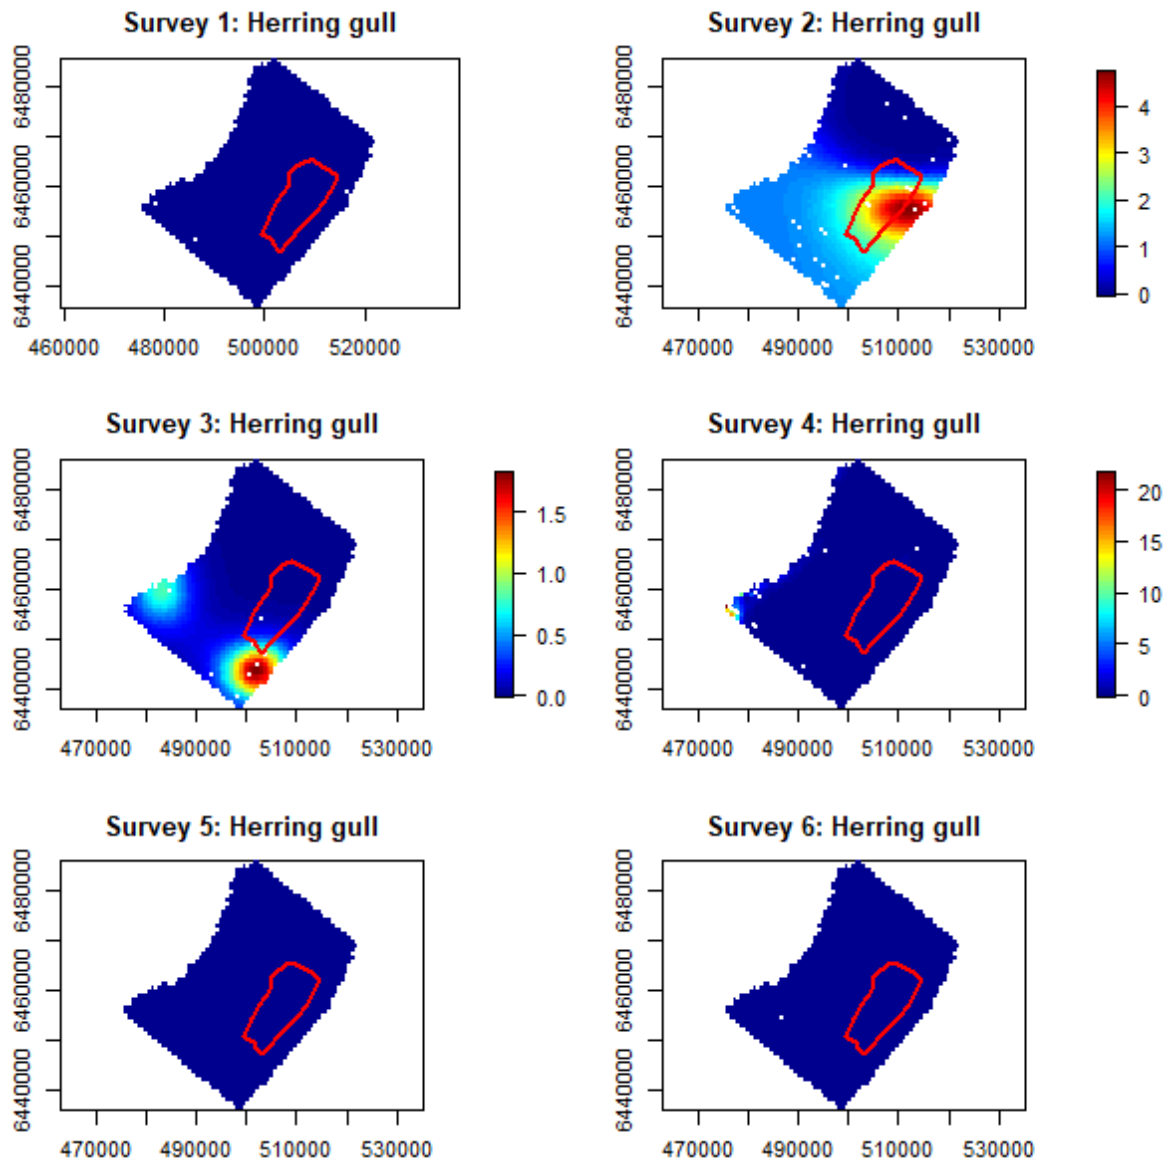 Survey 1: Herring gull
6440000 6460000 6480000
460000 480000 500000 520000
Survey 2: Herring gull
6440000 6460000 6480000
470000 490000 510000 530000
4
3
2
1
0
Survey 3: Herring gull
6440000 6460000 6480000
470000 490000 510000 530000
1.5
1.0
0.5
0.0
Survey 4: Herring gull
6440000 6460000 6480000
470000 490000 510000 530000
20
15
10
5
0
Survey 5: Herring gull
6440000 6460000 6480000
470000 490000 510000 530000
Survey 6: Herring gull
6440000 6460000 6480000
470000 490000 510000 530000